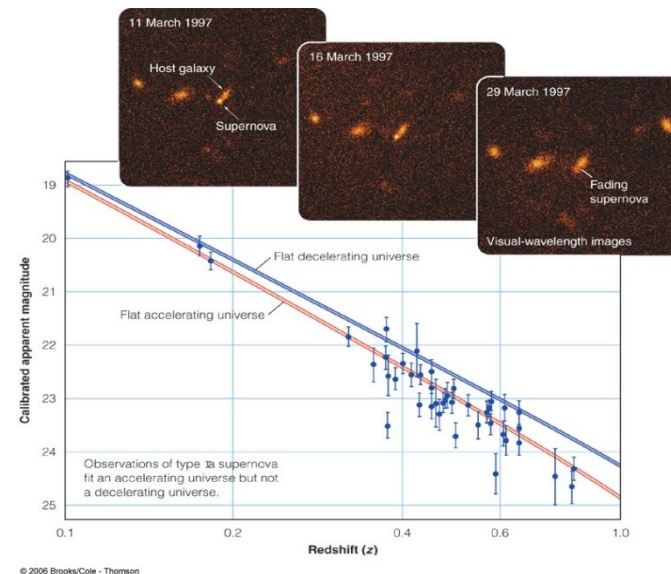 11 March 1997
Host galaxy
Supernova
16 March 1997
29 March 1997
Fading
supernova
Visual-wavelength images
Calibrated apparent magnitude
19
20
21
22
23
24
25
Flat decelerating universe
Flat accelerating universe
Observations of type Ia supernova
fit an accelerating universe but not
a decelerating universe.
0.1
0.2
0.4
0.6
1.0
Redshift (z)
© 2006 Brooks/Cole - Thomson